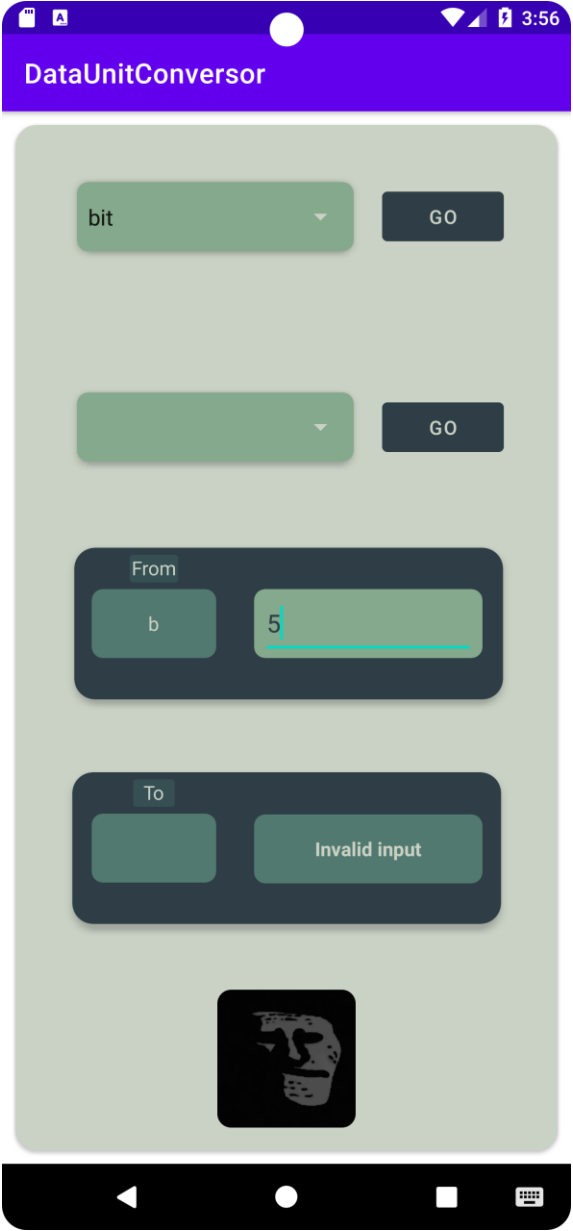 3:56
DataUnitConversor
bit
GO
GO
From
b
5
To
Invalid input